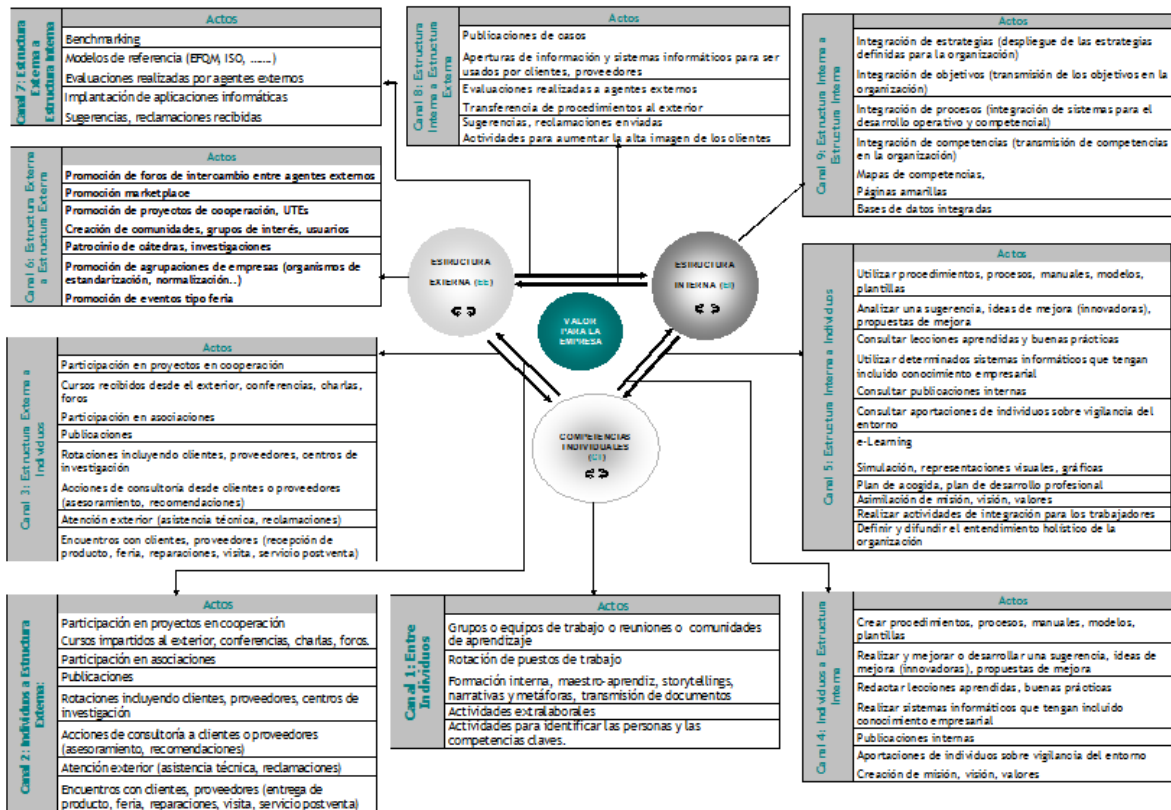 Canal 7: Estructura
Externa a
Estructura Interna
Actos
Benchmarking
Modelos de referencia (EFQM, ISO, .......)
Evaluaciones realizadas por agentes externos
Implantación de aplicaciones informáticas
Sugerencias, reclamaciones recibidas
Canal 8: Estructura
Interna a Estructura
Externa
Actos
Publicaciones de casos
Aperturas de información y sistemas informáticos para ser
usados por clientes, proveedores
Evaluaciones realizadas a agentes externos
Transferencia de procedimientos al exterior
Sugerencias, reclamaciones enviadas
Actividades para aumentar la alta imagen de los clientes
Canal 9: Estructura Interna a
Estructura Interna
Actos
Integración de estrategias (despliegue de las estrategias
definidas para la organización)
Integración de objetivos (transmisión de los objetivos en la
organización)
Integración de procesos (integración de sistemas para el
desarrollo operativo y competencial)
Integración de competencias (transmisión de competencias
en la organización)
Mapas de competencias,
Páginas amarillas
Bases de datos integradas
Canal 6: Estructura Externa
a Estructura Externa
Actos
Promoción de foros de intercambio entre agentes externos
Promoción marketplace
Promoción de proyectos de cooperación, UTEs
Creación de comunidades, grupos de interés, usuarios
Patrocinio de cátedras, investigaciones
Promoción de agrupaciones de empresas (organismos de
estandarización, normalización..)
Promoción de eventos tipo feria
ESTRUCTURA
EXTERNA (EE)
ESTRUCTURA
INTERNA (EI)
VALOR
PARA LA
EMPRESA
COMPETENCIAS
INDIVIDUALES
(CI)
Canal 3: Estructura Externa a
Individuos
Actos
Participación en proyectos en cooperación
Cursos recibidos desde el exterior, conferencias, charlas,
foros
Participación en asociaciones
Publicaciones
Rotaciones incluyendo clientes, proveedores, centros de
investigación
Acciones de consultoría desde clientes o proveedores
(asesoramiento, recomendaciones)
Atención exterior (asistencia técnica, reclamaciones)
Encuentros con clientes, proveedores (recepción de
producto, feria, reparaciones, visita, servicio postventa)
Canal 5: Estructura Interna a Individuos
Actos
Utilizar procedimientos, procesos, manuales, modelos,
plantillas
Analizar una sugerencia, ideas de mejora (innovadoras),
propuestas de mejora
Consultar lecciones aprendidas y buenas prácticas
Utilizar determinados sistemas informáticos que tengan
incluido conocimiento empresarial
Consultar publicaciones internas
Consultar aportaciones de individuos sobre vigilancia del
entorno
e-Learning
Simulación, representaciones visuales, gráficas
Plan de acogida, plan de desarrollo profesional
Asimilación de misión, visión, valores
Realizar actividades de integración para los trabajadores
Definir y difundir el entendimiento holístico de la
organización
Canal 2: Individuos a Estructura
Externa:
Actos
Participación en proyectos en cooperación
Cursos impartidos al exterior, conferencias, charlas, foros.
Participación en asociaciones
Publicaciones
Rotaciones incluyendo clientes, proveedores, centros de
investigación
Acciones de consultoría a clientes o proveedores
(asesoramiento, recomendaciones)
Atención exterior (asistencia técnica, reclamaciones)
Encuentros con clientes, proveedores (entrega de
producto, feria, reparaciones, visita, servicio postventa)
Canal 1: Entre
Individuos
Actos
Grupos o equipos de trabajo o reuniones o comunidades
de aprendizaje
Rotación de puestos de trabajo
Formación interna, maestro-aprendiz, storytellings,
narrativas y metáforas, transmisión de documentos
Actividades extralaborales
Actividades para identificar las personas y las
competencias claves.
Canal 4: Individuos a Estructura
Interna
Actos
Crear procedimientos, procesos, manuales, modelos,
plantillas
Realizar y mejorar o desarrollar una sugerencia, ideas de
mejora (innovadoras), propuestas de mejora
Redactar lecciones aprendidas, buenas prácticas
Realizar sistemas informáticos que tengan incluido
conocimiento empresarial
Publicaciones internas
Aportaciones de individuos sobre vigilancia del entorno
Creación de misión, visión, valores